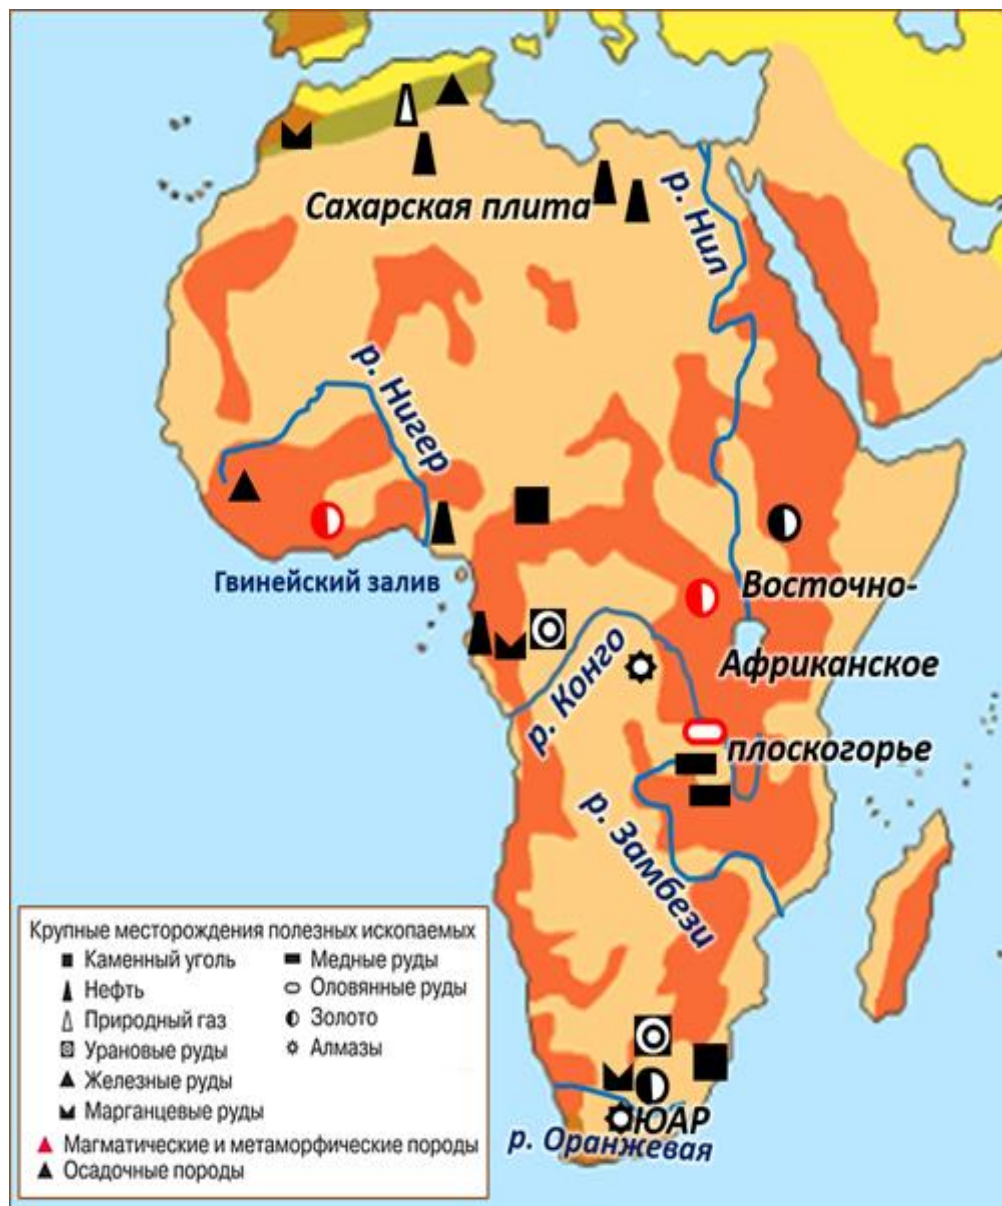 Сахарская плита
р. Нил
р. Нигер
Гвинейский залив
Восточно-
Африканское
плоскогорье
р. Конго
р. Замбези
ЮАР
р. Оранжевая
Крупные месторождения полезных ископаемых
Каменный уголь
Нефть
Природный газ
Урановые руды
Железные руды
Марганцевые руды
Медные руды
Оловянные руды
Золото
Алмазы
Магматические и метаморфические породы
Осадочные породы